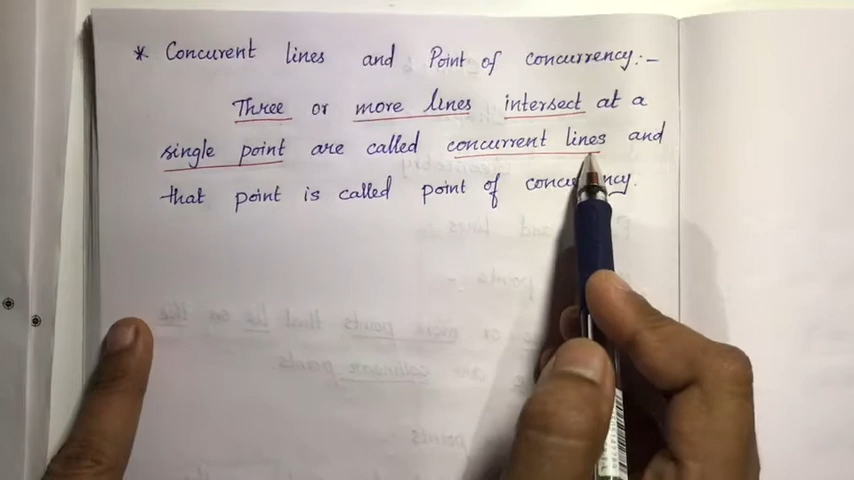 * Concurent lines and Point of concurrency:-
Three or more lines intersect at a
single point are called concurrent lines and
that point is called point of